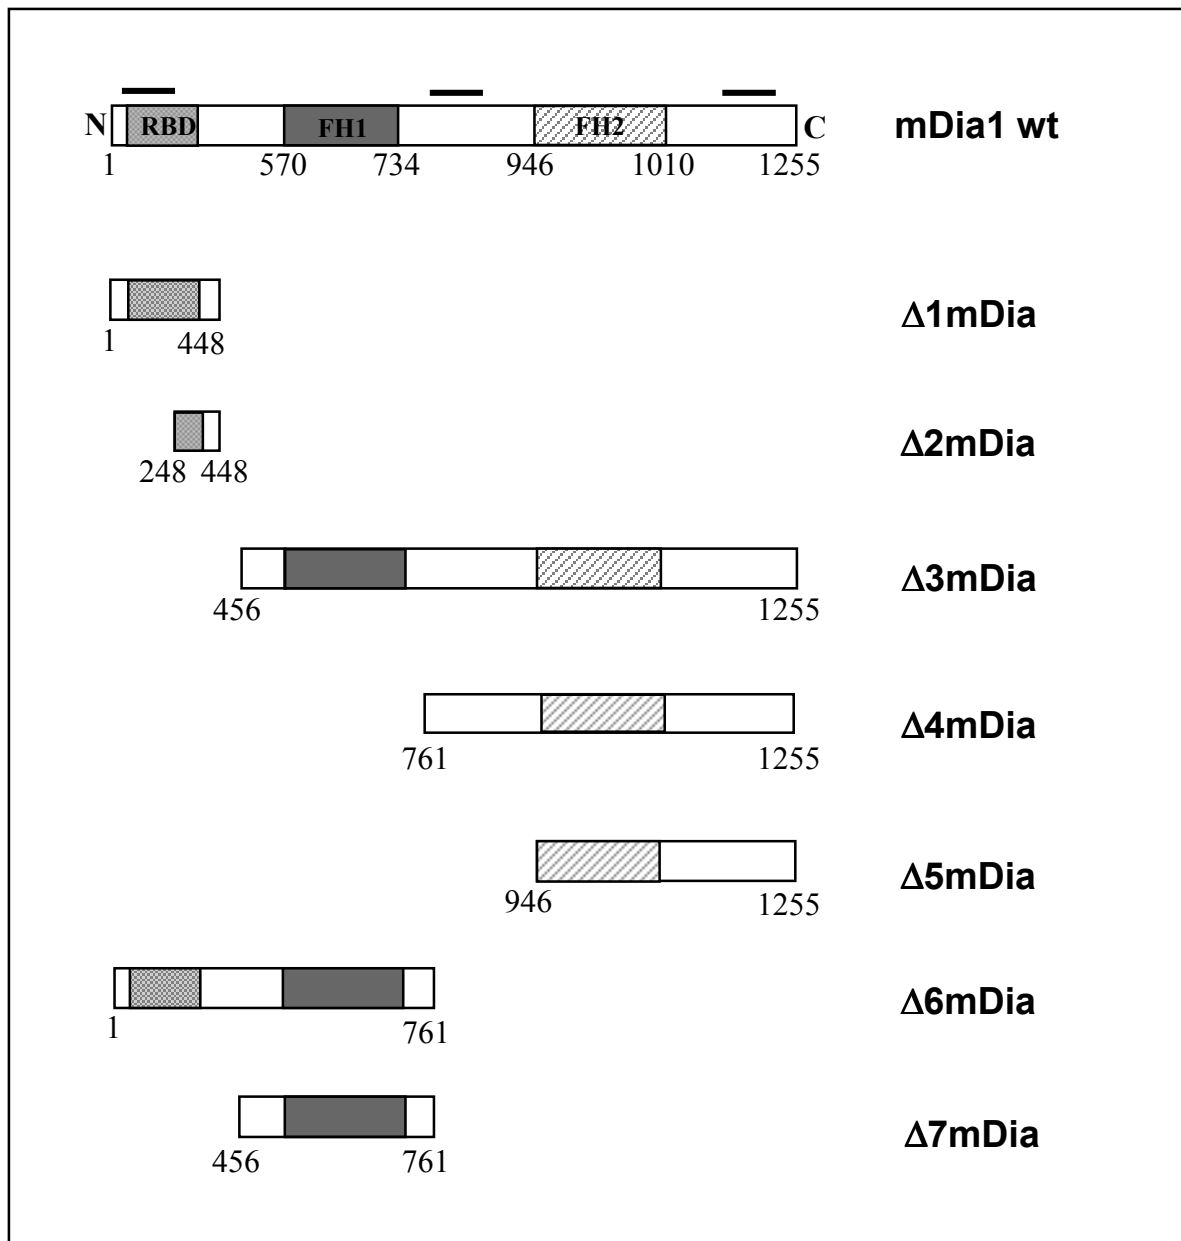 N RBD FH1 FH2 C mDia1 wt
1 570 734 946 1010 1255
Δ1mDia
1 448
Δ2mDia
248 448
Δ3mDia
456 1255
Δ4mDia
761 1255
Δ5mDia
946 1255
Δ6mDia
1 761
Δ7mDia
456 761